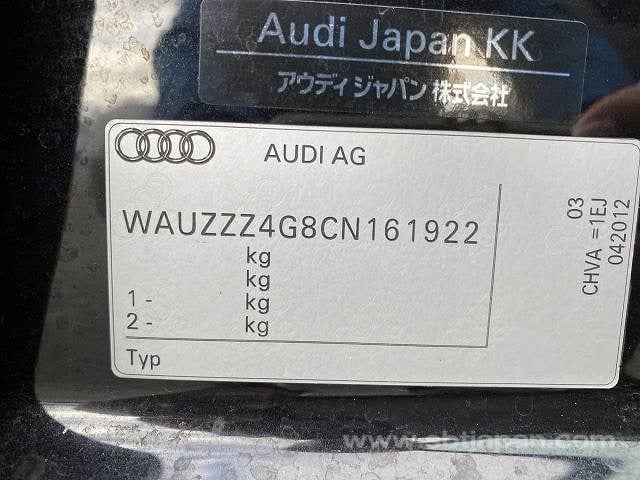 Audi Japan KK
アウディ ジャパン 株式会社
AUDI AG
WAUZZZ4G8CN161922
kg
kg
1 - kg
2 - kg
Typ
03
CHVA =1EJ
042012
www.sbtjapan.com